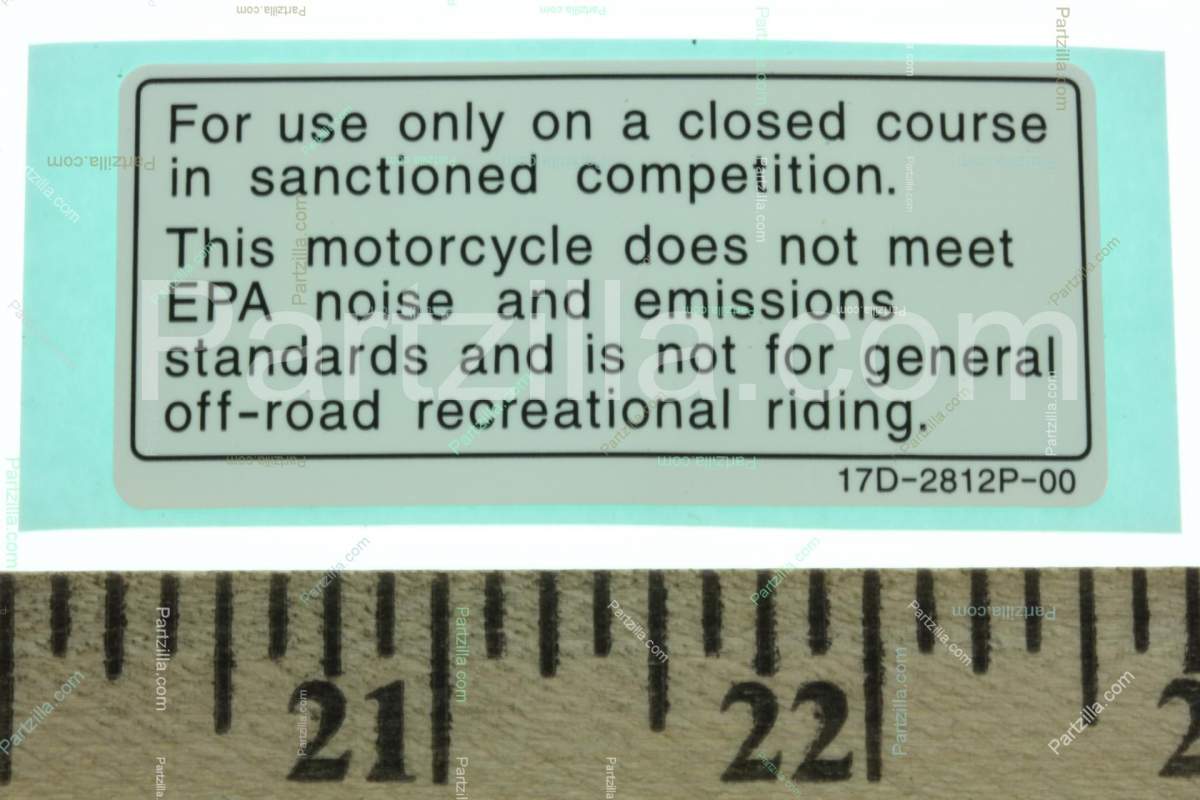 For use only on a closed course
in sanctioned competition.
This motorcycle does not meet
EPA noise and emissions
standards and is not for general
off-road recreational riding.
17D-2812P-00
Partzilla.com
21 22 2